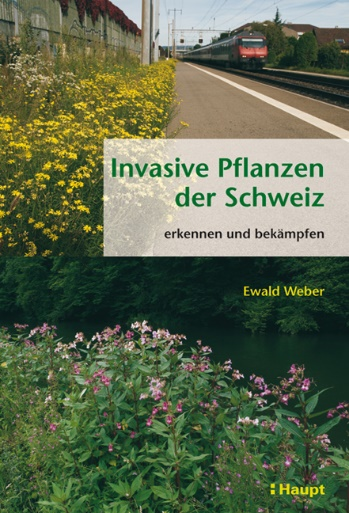 Invasive Pflanzen
der Schweiz
erkennen und bekämpfen
Ewald Weber
Haupt